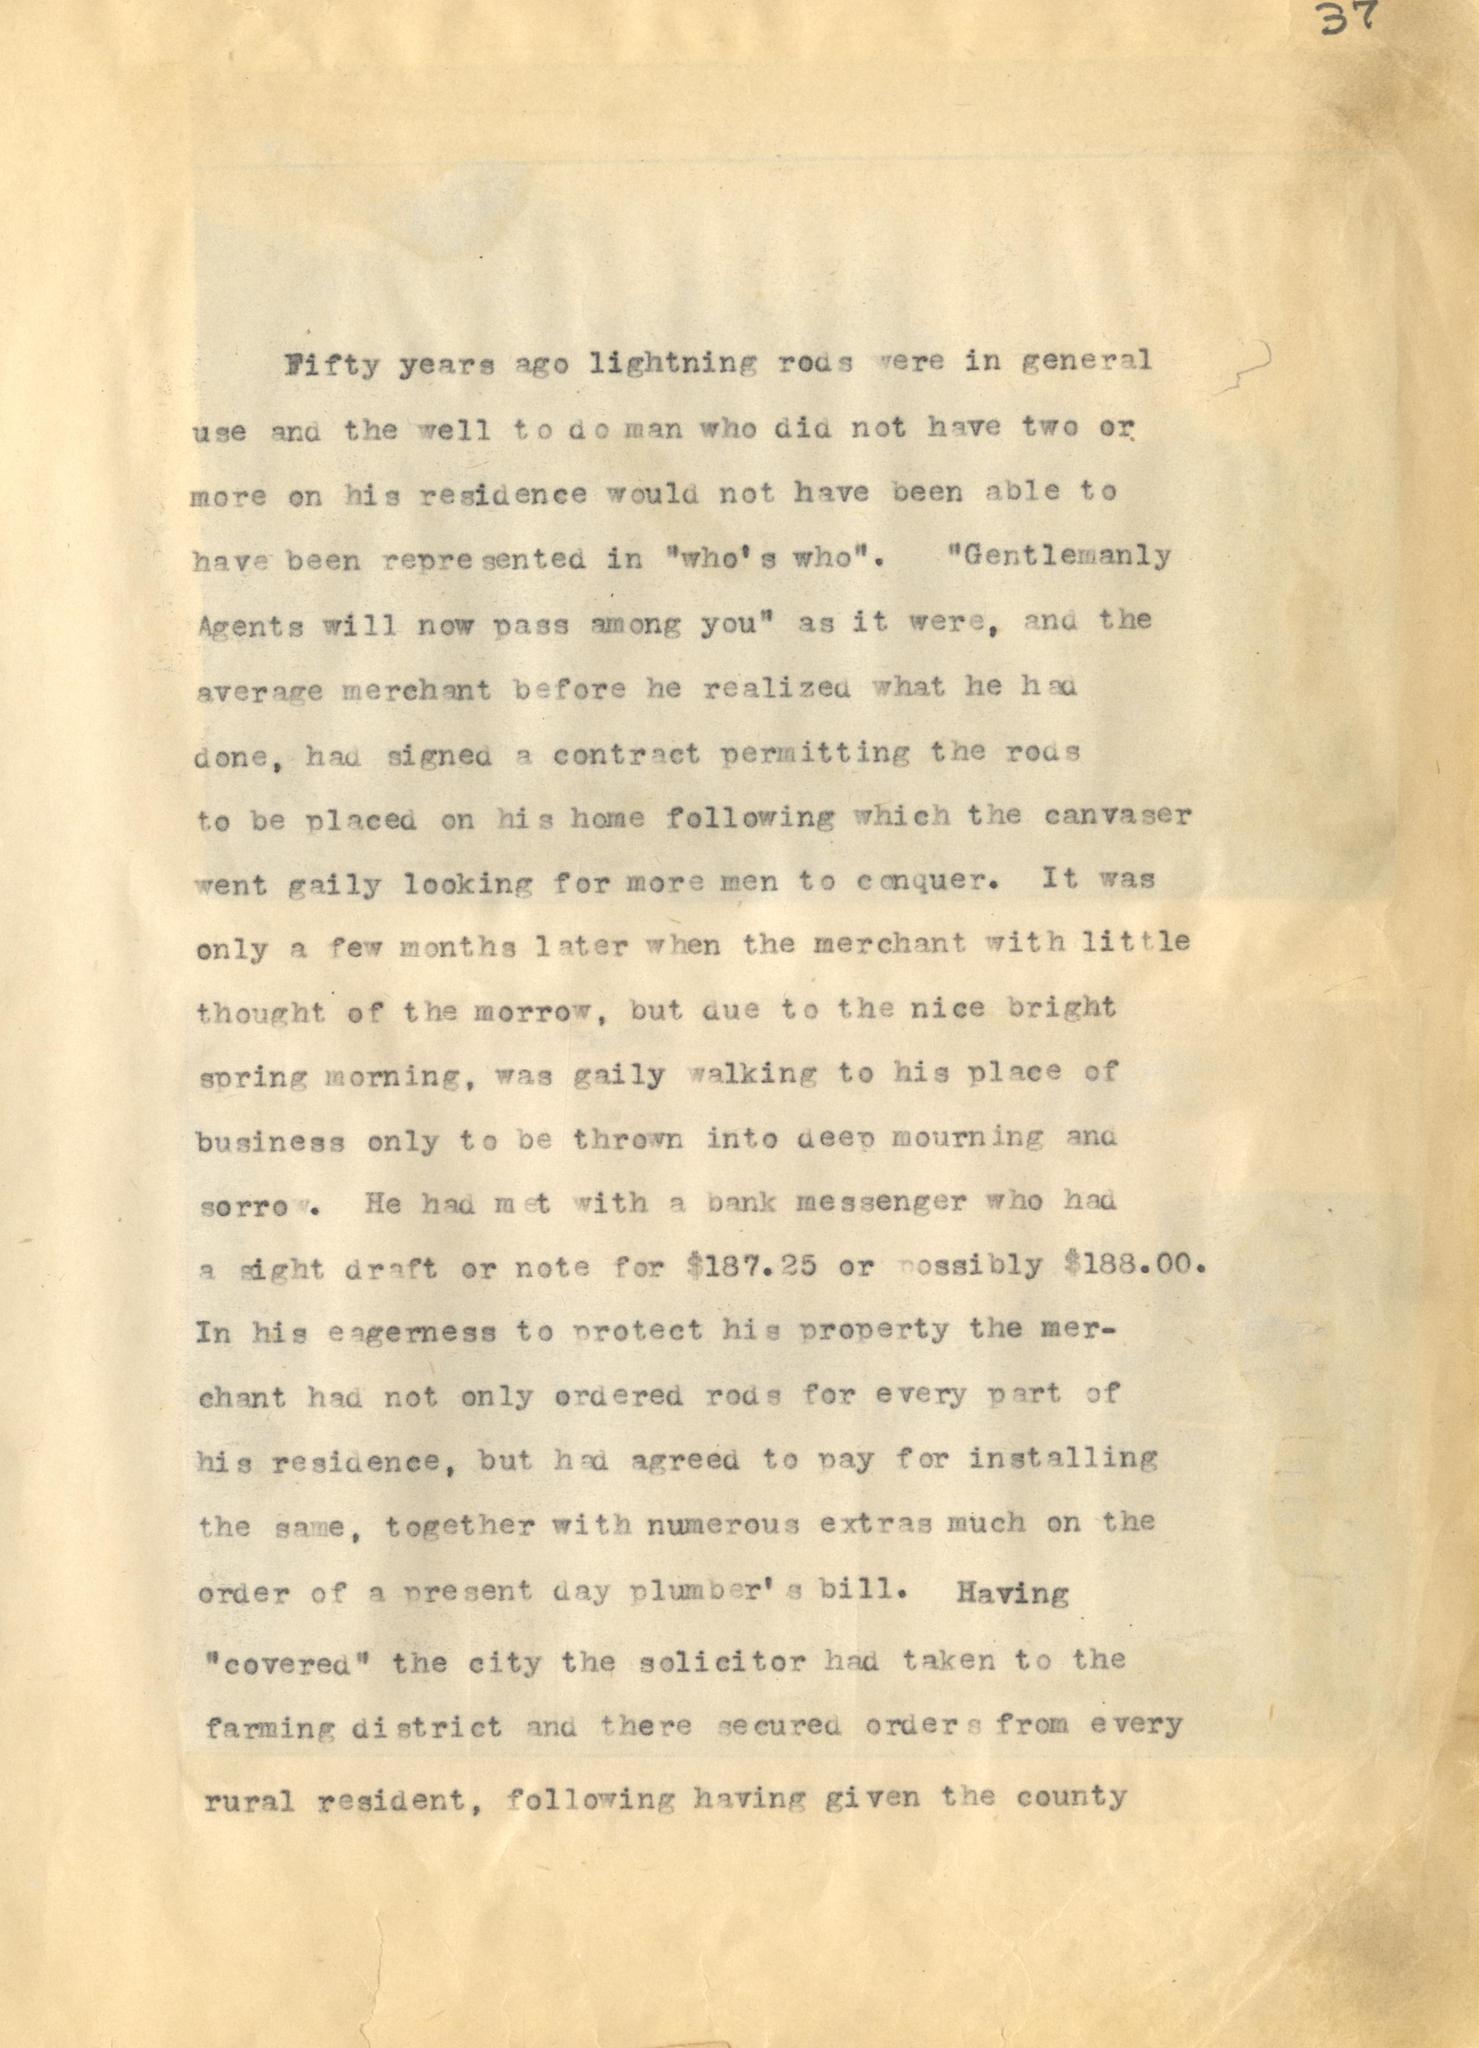 37
Fifty years ago lightning rods were in general
use and the well to do man who did not have two or
more on his residence would not have been able to
have been represented in "who's who". "Gentlemanly
Agents will now pass among you" as it were, and the
average merchant before he realized what he had
done, had signed a contract permitting the rods
to be placed on his home following which the canvaser
went gaily looking for more men to conquer. It was
only a few months later when the merchant with little
thought of the morrow, but due to the nice bright
spring morning, was gaily walking to his place of
business only to be thrown into deep mourning and
sorrow. He had met with a bank messenger who had
a sight draft or note for $187.25 or possibly $188.00.
In his eagerness to protect his property the mer-
chant had not only ordered rods for every part of
his residence, but had agreed to pay for installing
the same, together with numerous extras much on the
order of a present day plumber's bill. Having
"covered" the city the solicitor had taken to the
farming district and there secured orders from every
rural resident, following having given the county